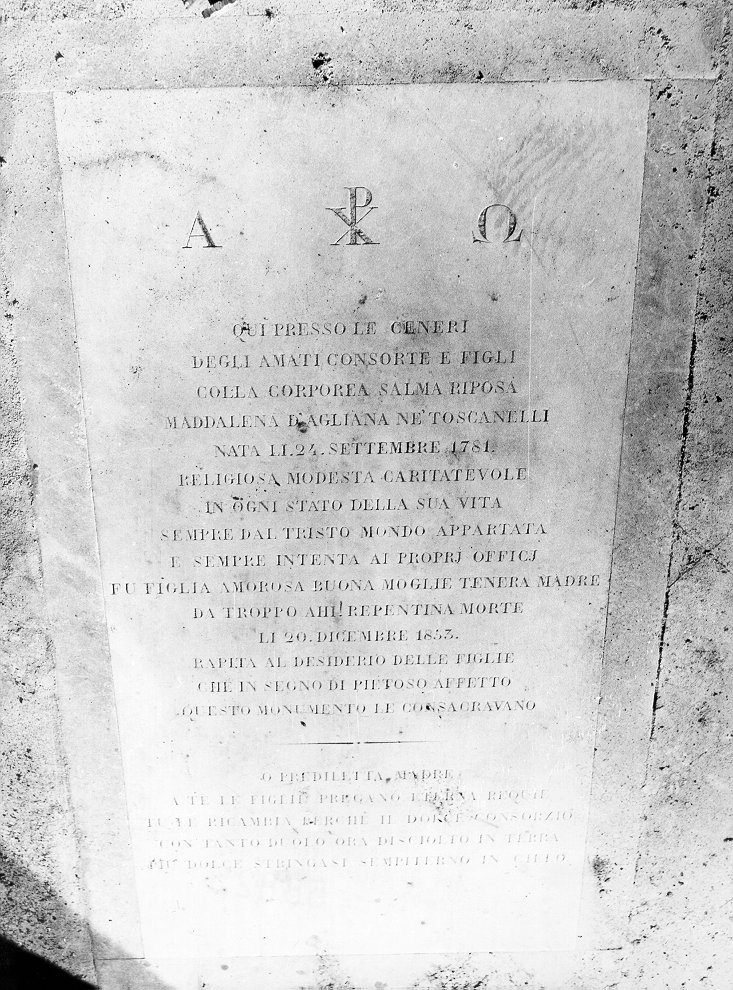 Α ☧ Ω
QUI PRESSO LE CENERI
DEGLI AMATI CONSORTE E FIGLI
COLLA CORPOREA SALMA RIPOSA
MADDALENA D'AGLIANA NE' TOSCANELLI
NATA LI.24.SETTEMBRE.1781.
RELIGIOSA MODESTA CARITATEVOLE
IN OGNI STATO DELLA SUA VITA
SEMPRE DAL TRISTO MONDO APPARTATA
E SEMPRE INTENTA AI PROPRJ OFFICJ
FU FIGLIA AMOROSA BUONA MOGLIE TENERA MADRE
DA TROPPO AHI! REPENTINA MORTE
LI 20.DICEMBRE 1853.
RAPITA AL DESIDERIO DELLE FIGLIE
CHE IN SEGNO DI PIETOSO AFFETTO
QUESTO MONUMENTO LE CONSACRAVANO
O PREDILETTA MADRE
A TE LE FIGLIE PREGANO ETERNA REQUIE
TU LE RICAMBIA PERCHÈ IL DOLCE CONSORZIO
CON TANTO DUOLO ORA DISCIOLTO IN TERRA
PIU' DOLCE STRINGASI SEMPITERNO IN CIELO